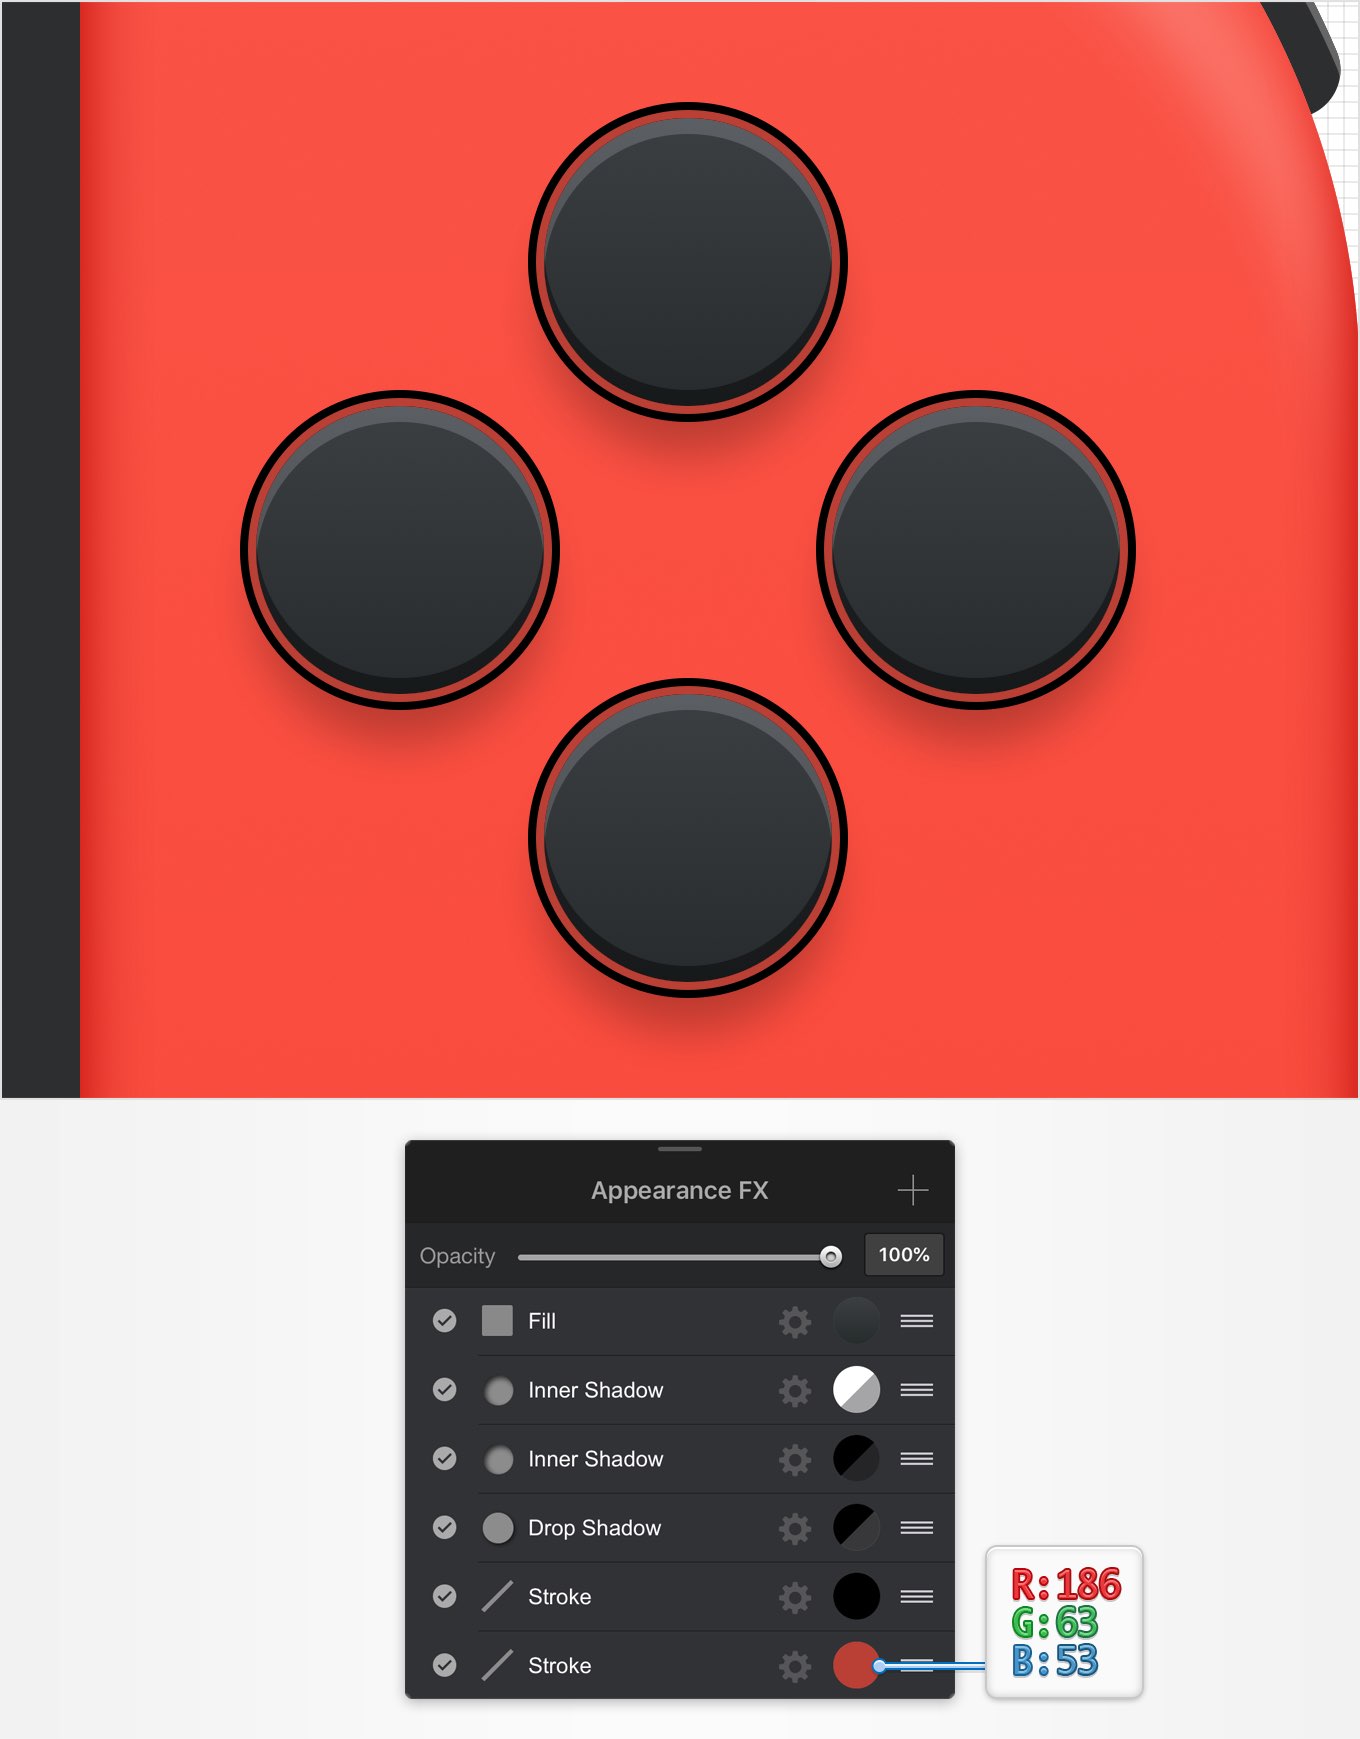 Appearance FX
Opacity 100%
Fill
Inner Shadow
Inner Shadow
Drop Shadow
Stroke
Stroke
R:186
G:63
B:53